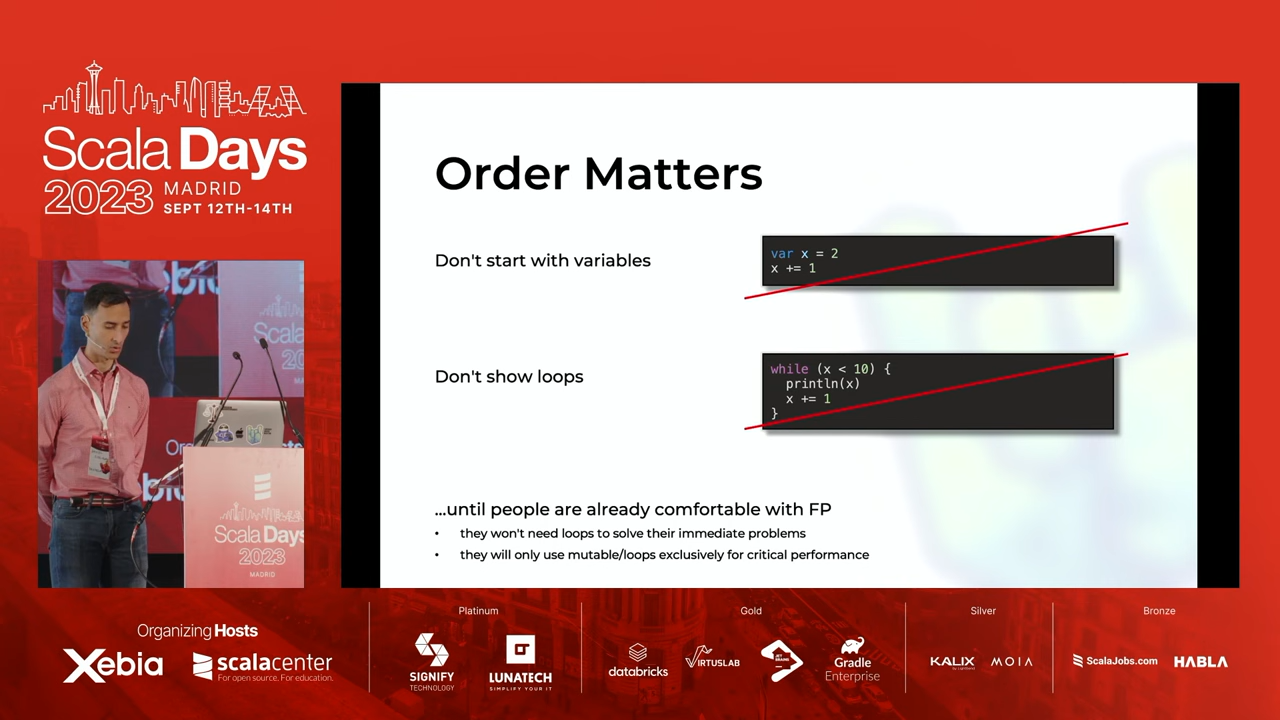 Scala Days
2023 MADRID
SEPT 12TH-14TH
Order Matters
Don't start with variables
var x = 2
x += 1
Don't show loops
while (x < 10) {
println(x)
x += 1
}
...until people are already comfortable with FP
• they won't need loops to solve their immediate problems
• they will only use mutable/loops exclusively for critical performance
Scala Days
2023
MADRID
Organizing Hosts
Xebia
scalacenter
For open source. For education.
Platinum
SIGNIFY
TECHNOLOGY
LUNATECH
SIMPLIFY YOUR IT
Gold
databricks
VIRTUSLAB
JET
BRAINS
Gradle
Enterprise
Silver
KALIX
by Lightbend
MOIA
Bronze
ScalaJobs.com
HABLA